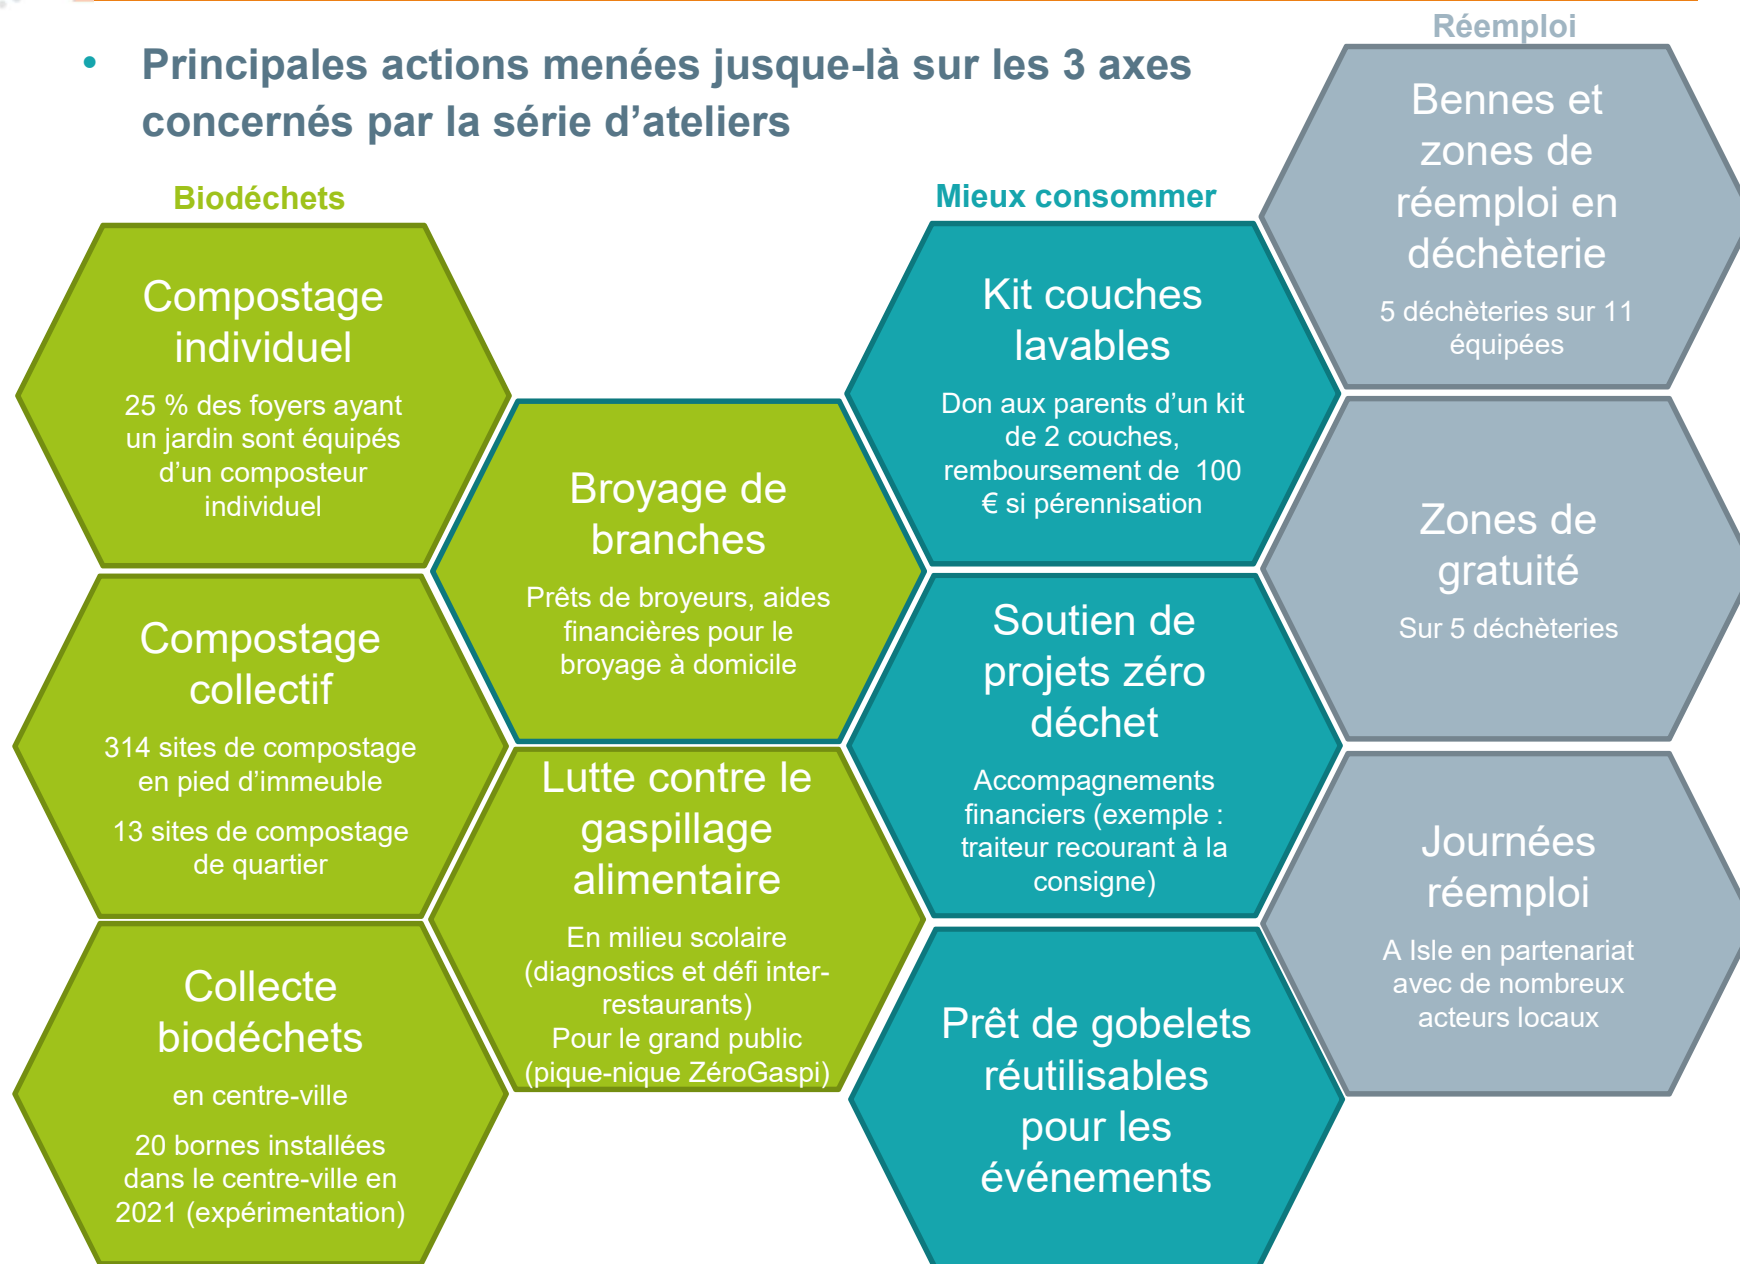 • Principales actions menées jusque-là sur les 3 axes
concernés par la série d’ateliers
Biodéchets
Compostage
individuel
25 % des foyers ayant
un jardin sont équipés
d’un composteur
individuel
Compostage
collectif
314 sites de compostage
en pied d’immeuble
13 sites de compostage
de quartier
Collecte
biodéchets
en centre-ville
20 bornes installées
dans le centre-ville en
2021 (expérimentation)
Broyage de
branches
Prêts de broyeurs, aides
financières pour le
broyage à domicile
Lutte contre le
gaspillage
alimentaire
En milieu scolaire
(diagnostics et défi inter-
restaurants)
Pour le grand public
(pique-nique ZéroGaspi)
Mieux consommer
Kit couches
lavables
Don aux parents d’un kit
de 2 couches,
remboursement de  100
€ si pérennisation
Soutien de
projets zéro
déchet
Accompagnements
financiers (exemple :
traiteur recourant à la
consigne)
Prêt de gobelets
réutilisables
pour les
événements
Réemploi
Bennes et
zones de
réemploi en
déchèterie
5 déchèteries sur 11
équipées
Zones de
gratuité
Sur 5 déchèteries
Journées
réemploi
A Isle en partenariat
avec de nombreux
acteurs locaux